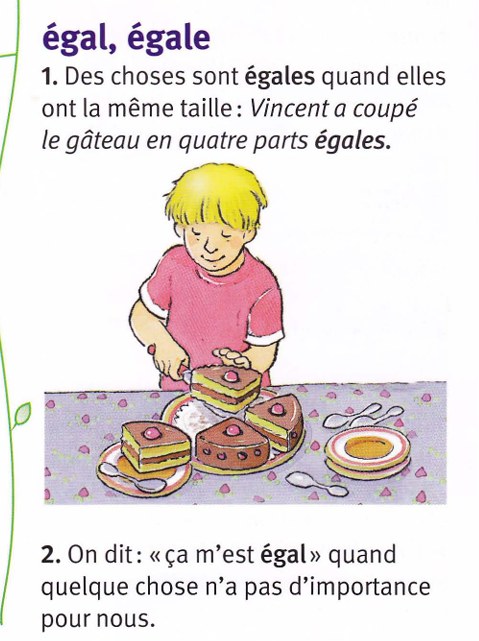 égal, égale
1. Des choses sont égales quand elles
ont la même taille : Vincent a coupé
le gâteau en quatre parts égales.
2. On dit : « ça m'est égal » quand
quelque chose n'a pas d'importance
pour nous.